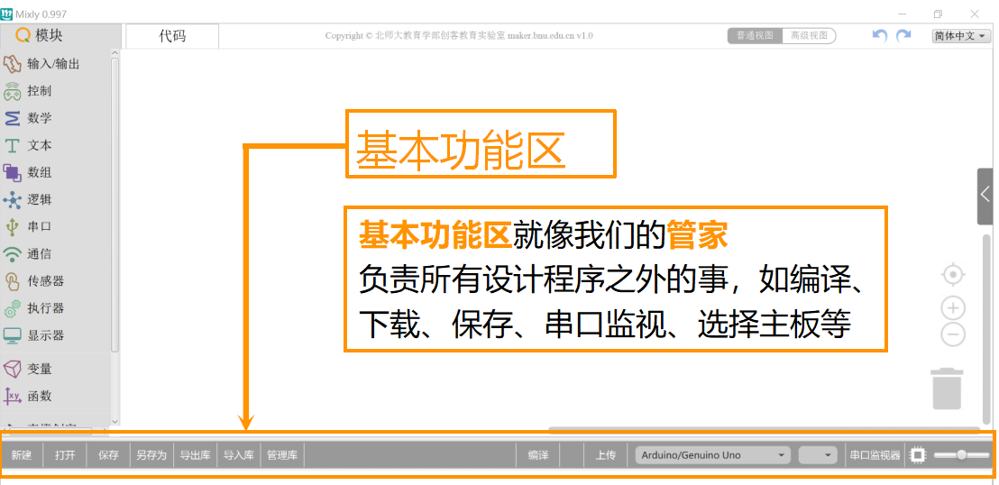 Mixly 0.997
模块
代码
Copyright © 北师大教育学部创客教育实验室 maker.bnu.edu.cn v1.0
普通视图 高级视图
简体中文
输入/输出
控制
数学
文本
数组
逻辑
串口
通信
传感器
执行器
显示器
变量
函数
基本功能区
基本功能区就像我们的管家
负责所有设计程序之外的事，如编译、
下载、保存、串口监视、选择主板等
新建 打开 保存 另存为 导出库 导入库 管理库 编译 上传 Arduino/Genuino Uno 串口监视器